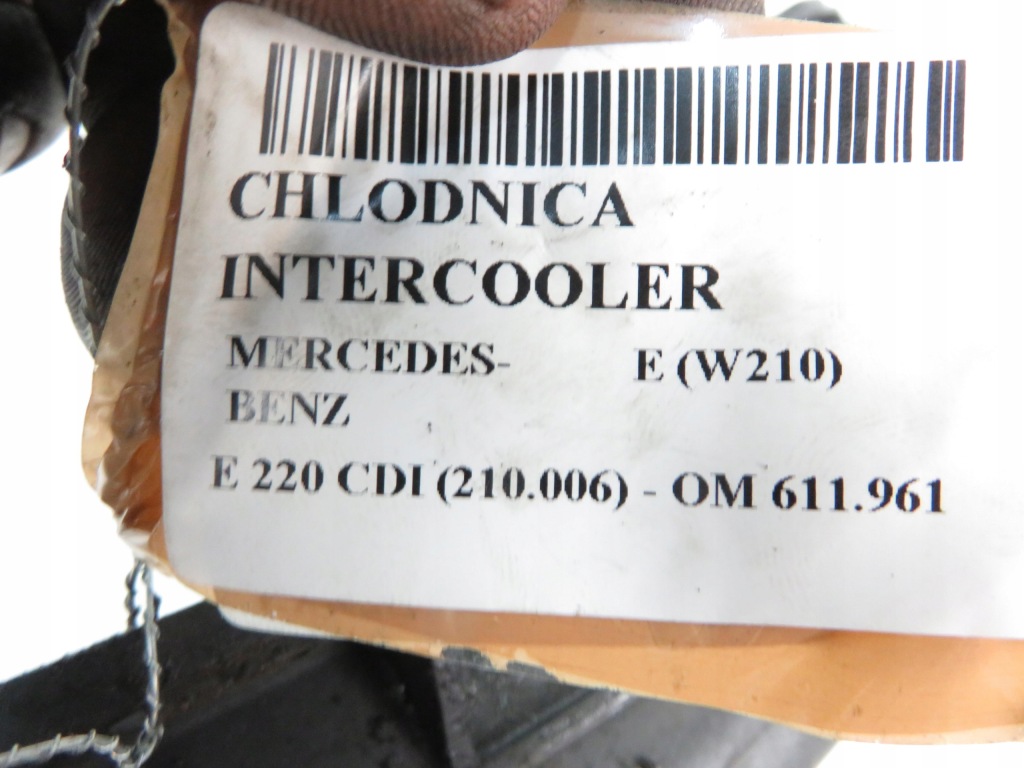 CHLODNICA
INTERCOOLER
MERCEDES- E (W210)
BENZ
E 220 CDI (210.006) - OM 611.961